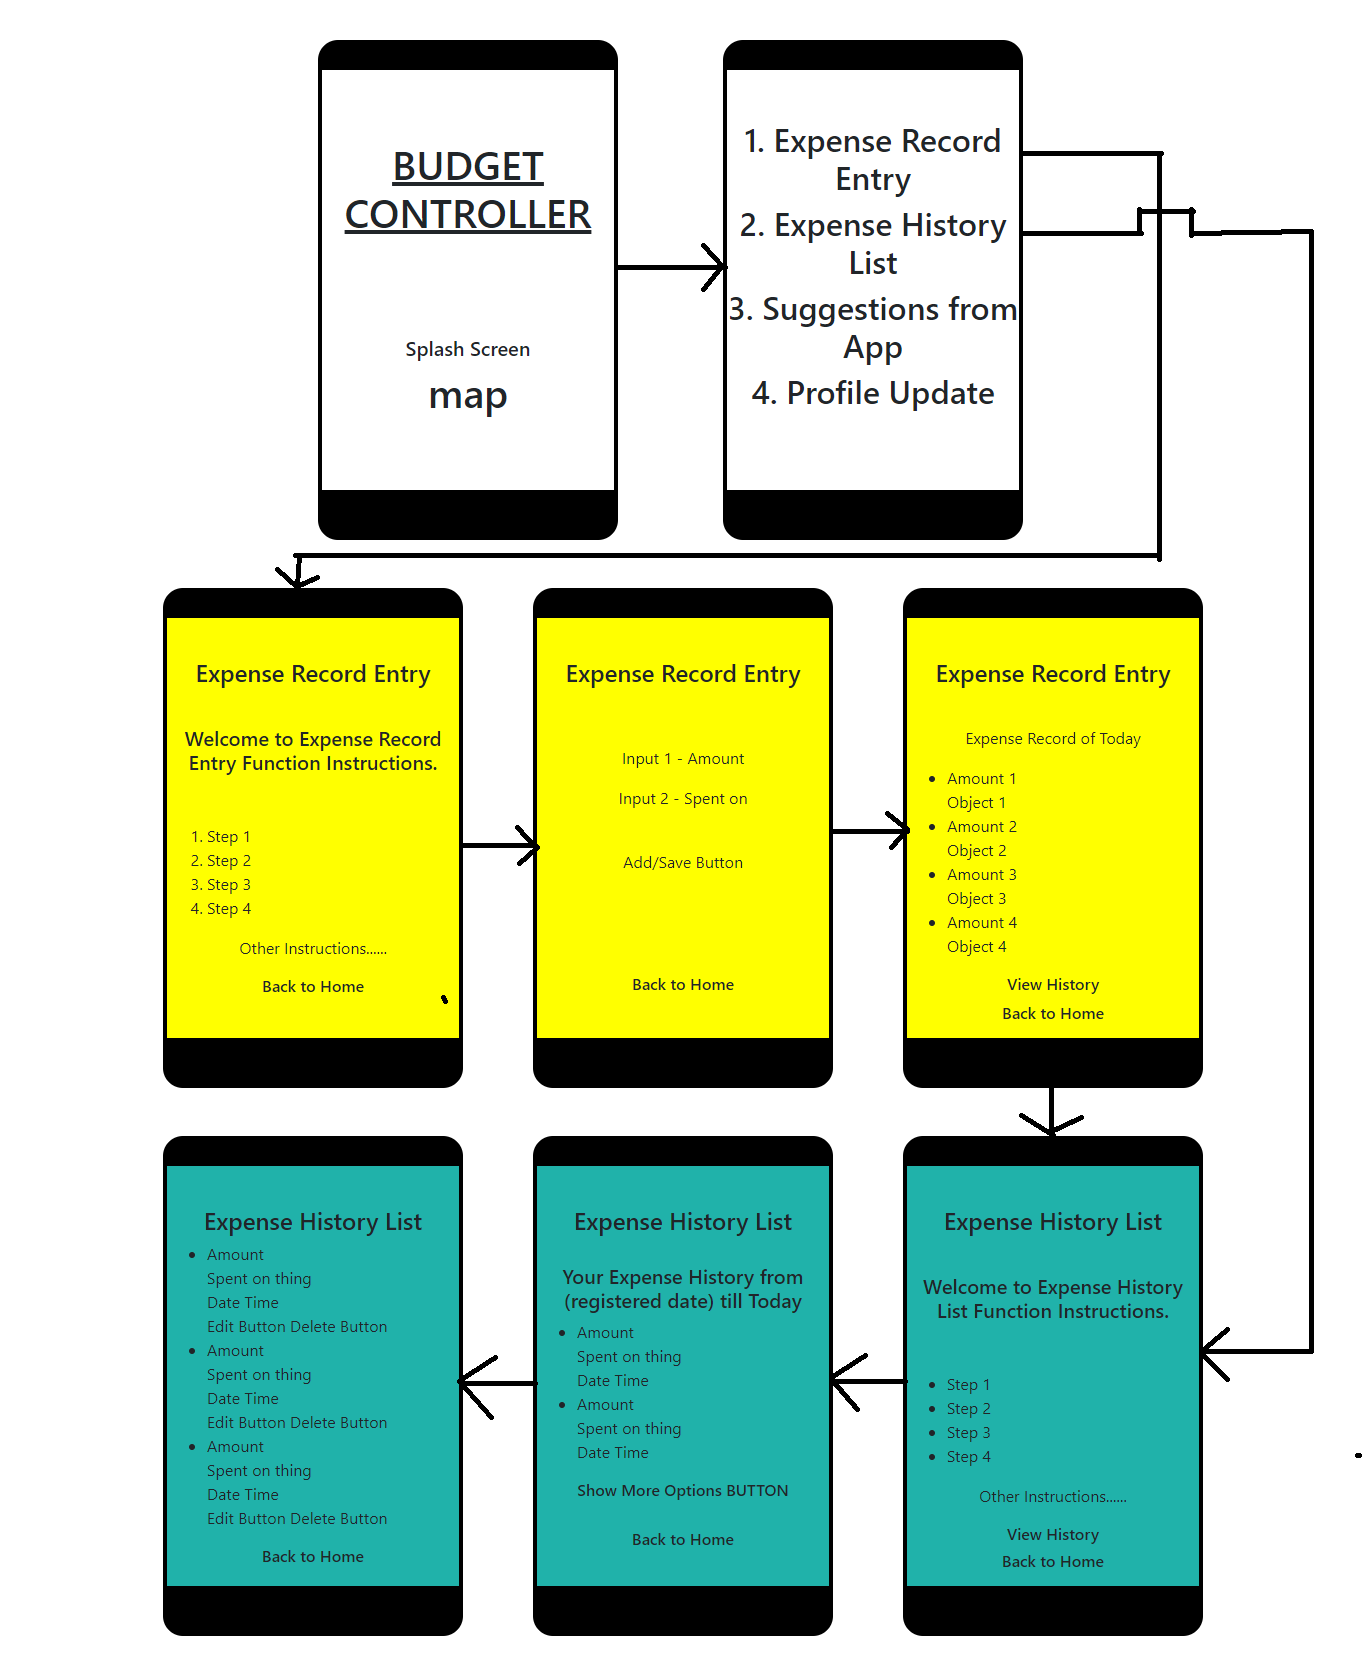 BUDGET
CONTROLLER
Splash Screen
map
1. Expense Record
Entry
2. Expense History
List
3. Suggestions from
App
4. Profile Update
Expense Record Entry
Welcome to Expense Record
Entry Function Instructions.
1. Step 1
2. Step 2
3. Step 3
4. Step 4
Other Instructions......
Back to Home
Expense Record Entry
Input 1 - Amount
Input 2 - Spent on
Add/Save Button
Back to Home
Expense Record Entry
Expense Record of Today
• Amount 1
Object 1
• Amount 2
Object 2
• Amount 3
Object 3
• Amount 4
Object 4
View History
Back to Home
Expense History List
• Amount
Spent on thing
Date Time
Edit Button Delete Button
• Amount
Spent on thing
Date Time
Edit Button Delete Button
• Amount
Spent on thing
Date Time
Edit Button Delete Button
Back to Home
Expense History List
Your Expense History from
(registered date) till Today
• Amount
Spent on thing
Date Time
• Amount
Spent on thing
Date Time
Show More Options BUTTON
Back to Home
Expense History List
Welcome to Expense History
List Function Instructions.
• Step 1
• Step 2
• Step 3
• Step 4
Other Instructions......
View History
Back to Home